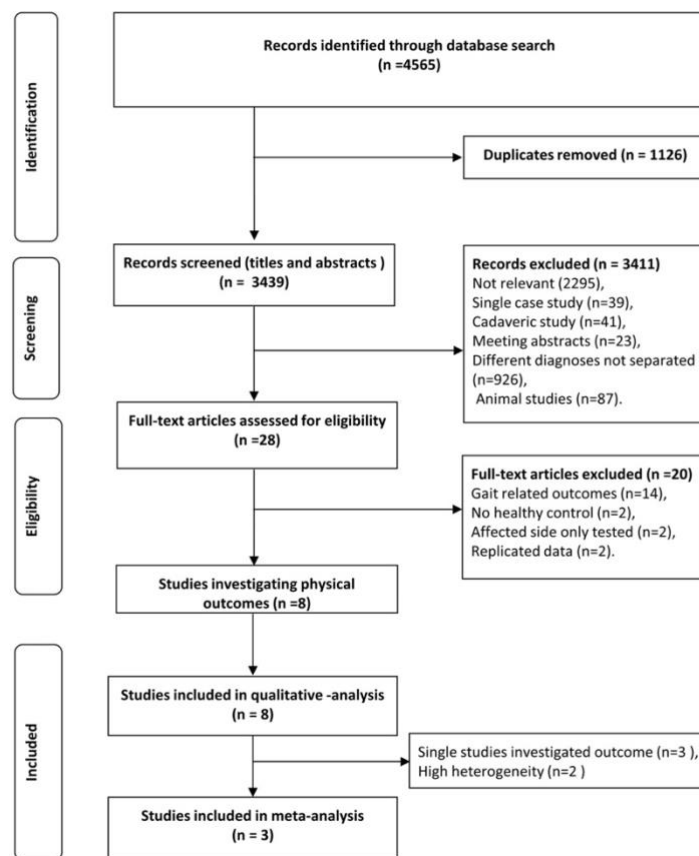 Identification
Records identified through database search
(n =4565)
Duplicates removed (n = 1126)
Screening
Records screened (titles and abstracts )
(n = 3439)
Records excluded (n = 3411)
Not relevant (2295),
Single case study (n=39),
Cadaveric study (n=41),
Meeting abstracts (n=23),
Different diagnoses not separated
(n=926),
Animal studies (n=87).
Eligibility
Full-text articles assessed for eligibility
(n =28)
Full-text articles excluded (n =20)
Gait related outcomes (n=14),
No healthy control (n=2),
Affected side only tested (n=2),
Replicated data (n=2).
Studies investigating physical
outcomes (n =8)
Included
Studies included in qualitative -analysis
(n = 8)
Single studies investigated outcome (n=3 ),
High heterogeneity (n=2 )
Studies included in meta-analysis
(n = 3)